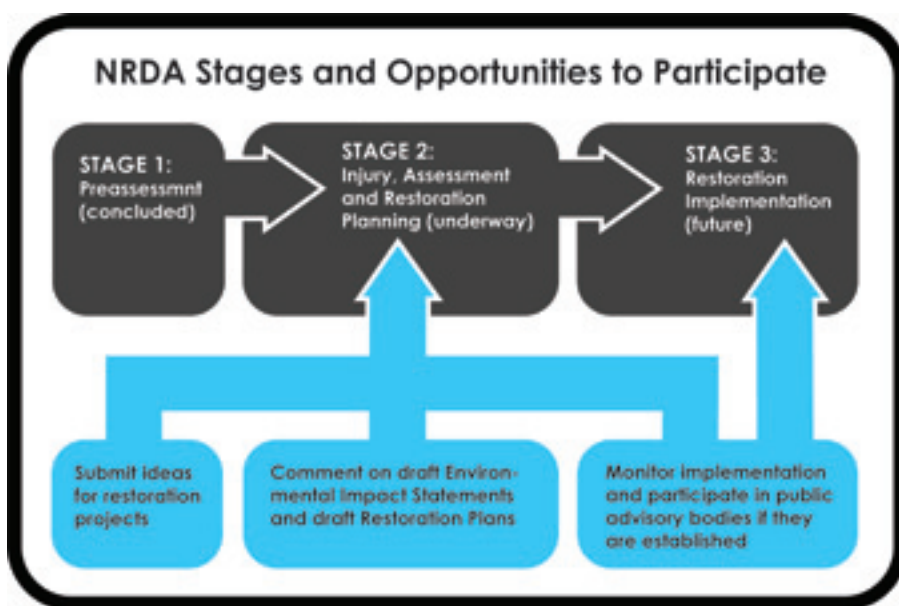 NRDA Stages and Opportunities to Participate
STAGE 1:
Preassessmnt
(concluded)
STAGE 2:
Injury, Assessment
and Restoration
Planning (underway)
STAGE 3:
Restoration
Implementation
(future)
Submit ideas
for restoration
projects
Comment on draft Environ-
mental Impact Statements
and draft Restoration Plans
Monitor implementation
and participate in public
advisory bodies if they
are established